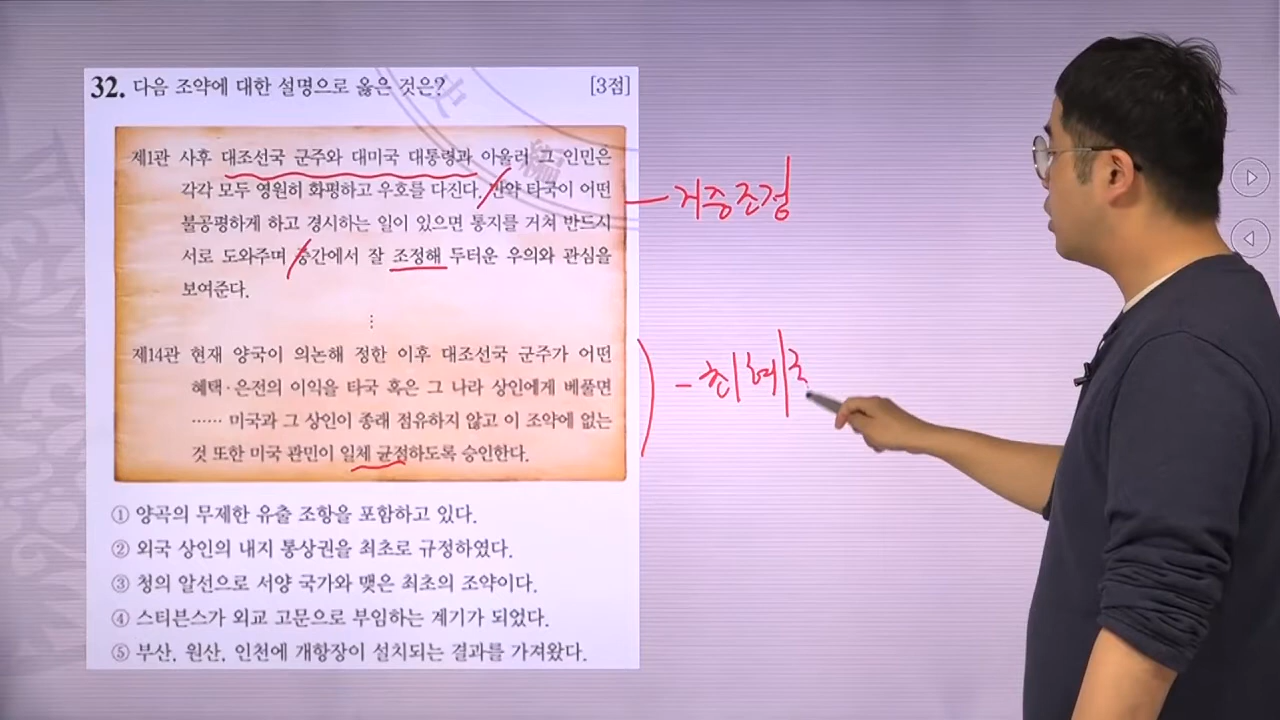 32. 다음 조약에 대한 설명으로 옳은 것은? [3점]
제1관 사후 대조선국 군주와 대미국 대통령과 아울러 그 인민은
각각 모두 영원히 화평하고 우호를 다진다. 만약 타국이 어떤
불공평하게 하고 경시하는 일이 있으면 통지를 거쳐 반드시
서로 도와주며 중간에서 잘 조정해 두터운 우의와 관심을
보여준다.
⋮
제14관 현재 양국이 의논해 정한 이후 대조선국 군주가 어떤
혜택·은전의 이익을 타국 혹은 그 나라 상인에게 베풀면
…… 미국과 그 상인이 종래 점유하지 않고 이 조약에 없는
것 또한 미국 관민이 일체 균점하도록 승인한다.
① 양곡의 무제한 유출 조항을 포함하고 있다.
② 외국 상인의 내지 통상권을 최초로 규정하였다.
③ 청의 알선으로 서양 국가와 맺은 최초의 조약이다.
④ 스티븐스가 외교 고문으로 부임하는 계기가 되었다.
⑤ 부산, 원산, 인천에 개항장이 설치되는 결과를 가져왔다.
- 거중조정
- 최혜국
史
編